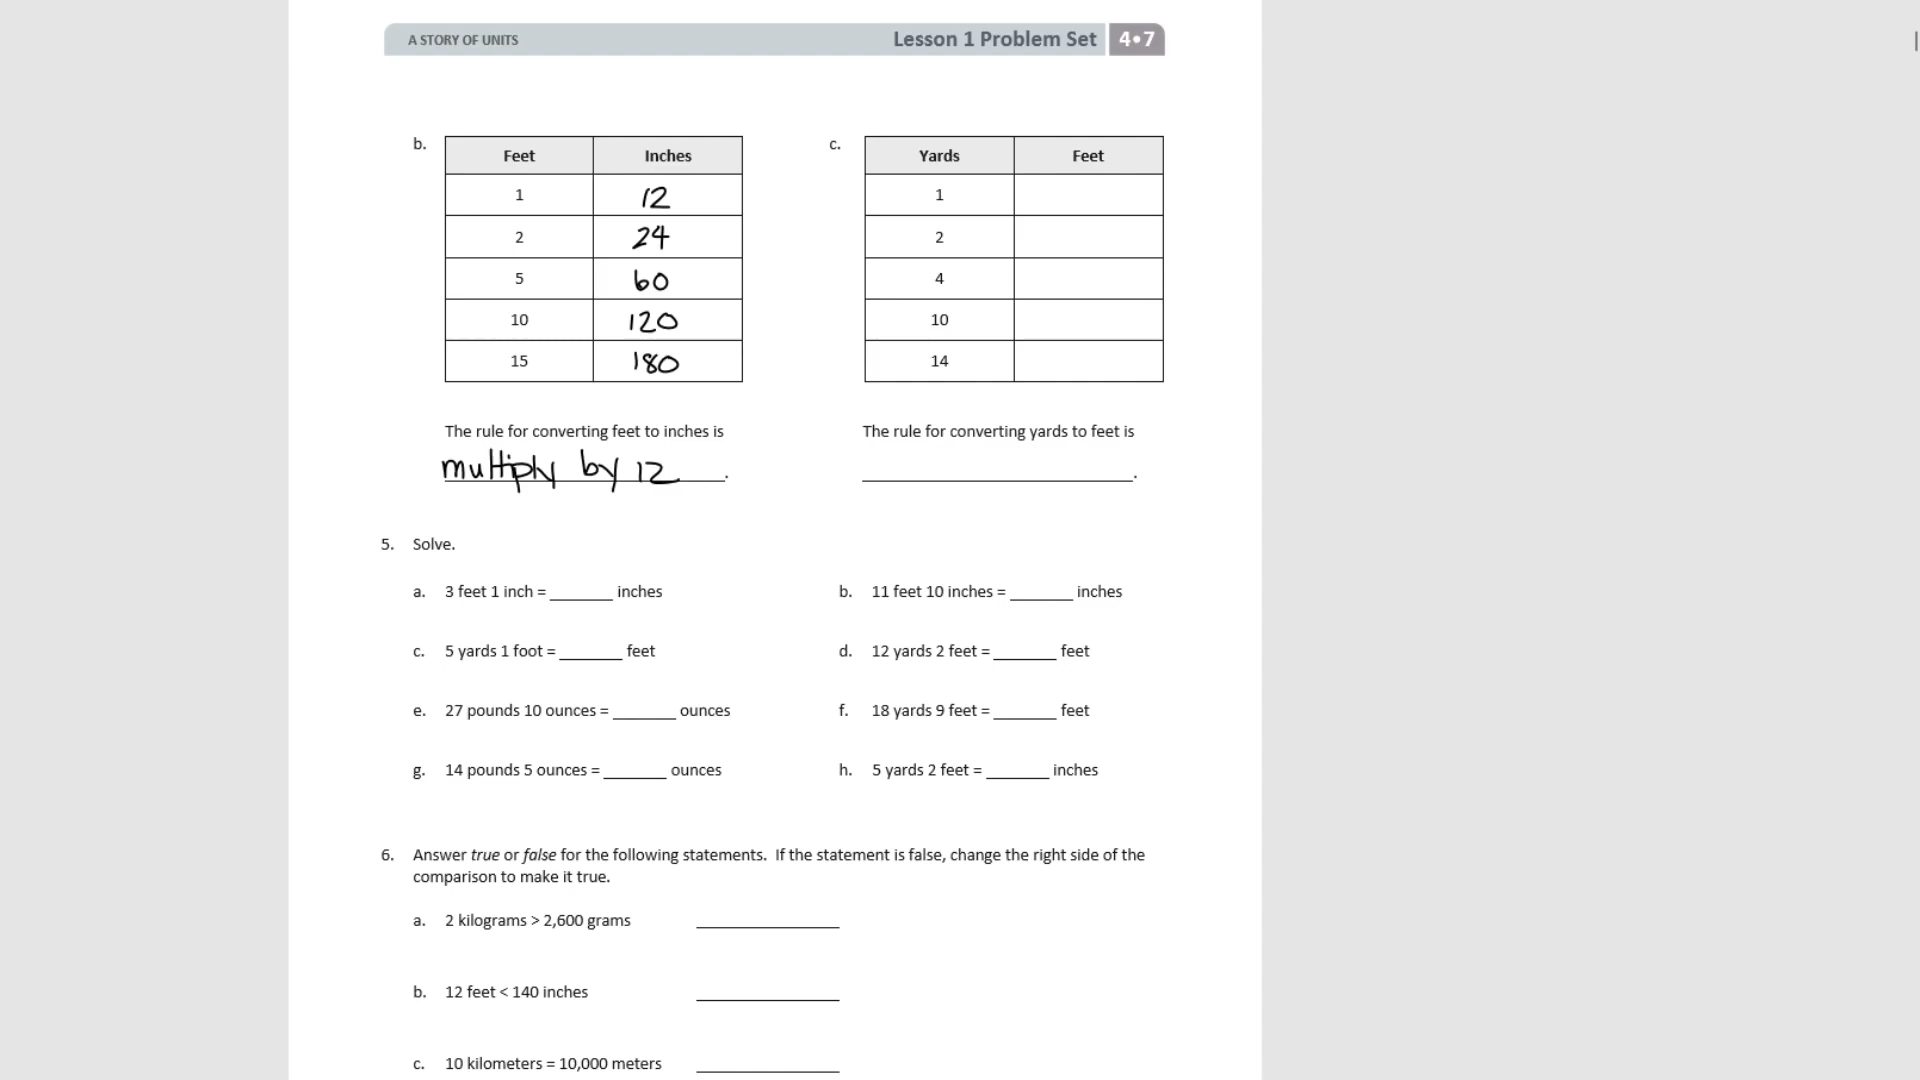 A STORY OF UNITS
Lesson 1 Problem Set 4•7
b.
Feet Inches
1 12
2 24
5 60
10 120
15 180
The rule for converting feet to inches is
multiply by 12.
c.
Yards Feet
1
2
4
10
14
The rule for converting yards to feet is
____________________.
5. Solve.
a. 3 feet 1 inch = _______ inches
b. 11 feet 10 inches = _______ inches
c. 5 yards 1 foot = _______ feet
d. 12 yards 2 feet = _______ feet
e. 27 pounds 10 ounces = _______ ounces
f. 18 yards 9 feet = _______ feet
g. 14 pounds 5 ounces = _______ ounces
h. 5 yards 2 feet = _______ inches
6. Answer true or false for the following statements. If the statement is false, change the right side of the
comparison to make it true.
a. 2 kilograms > 2,600 grams ________________
b. 12 feet < 140 inches ________________
c. 10 kilometers = 10,000 meters ________________